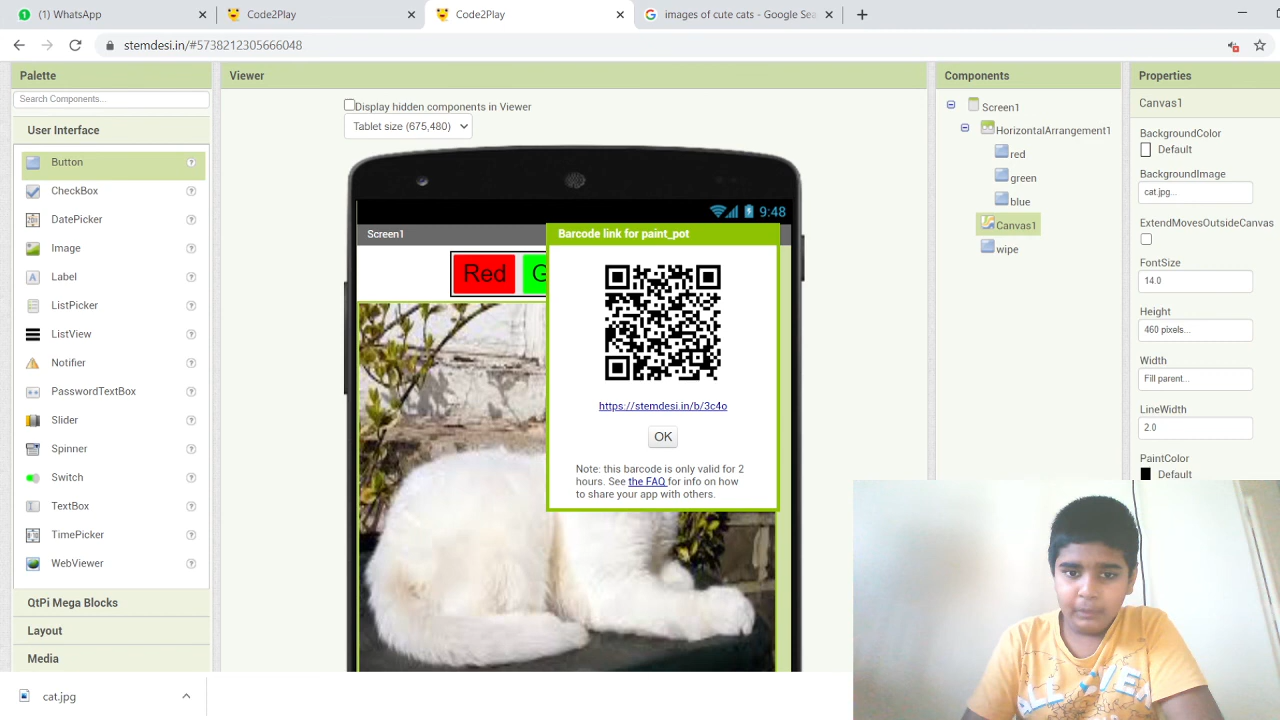 (1) WhatsApp
Code2Play
Code2Play
images of cute cats - Google Sea
stemdesi.in/#5738212305666048
Palette
Search Components...
User Interface
Button
CheckBox
DatePicker
Image
Label
ListPicker
ListView
Notifier
PasswordTextBox
Slider
Spinner
Switch
TextBox
TimePicker
WebViewer
QtPi Mega Blocks
Layout
Media
Viewer
Display hidden components in Viewer
Tablet size (675,480)
9:48
Screen1
Red
G
Barcode link for paint_pot
https://stemdesi.in/b/3c4o
OK
Note: this barcode is only valid for 2
hours. See the FAQ for info on how
to share your app with others.
Components
Screen1
HorizontalArrangement1
red
green
blue
Canvas1
wipe
Properties
Canvas1
BackgroundColor
Default
BackgroundImage
cat.jpg...
ExtendMovesOutsideCanvas
FontSize
14.0
Height
460 pixels...
Width
Fill parent...
LineWidth
2.0
PaintColor
Default
cat.jpg